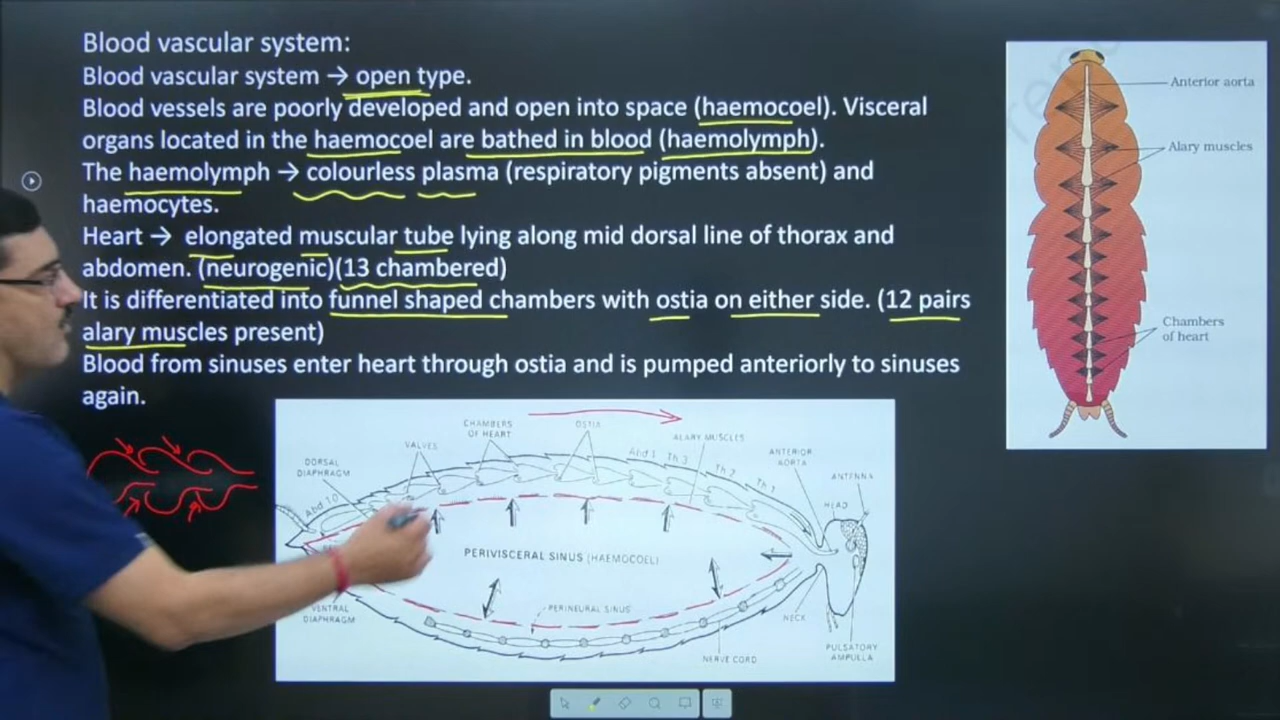 Blood vascular system:
Blood vascular system → open type.
Blood vessels are poorly developed and open into space (haemocoel). Visceral
organs located in the haemocoel are bathed in blood (haemolymph).
The haemolymph → colourless plasma (respiratory pigments absent) and
haemocytes.
Heart → elongated muscular tube lying along mid dorsal line of thorax and
abdomen. (neurogenic)(13 chambered)
It is differentiated into funnel shaped chambers with ostia on either side. (12 pairs
alary muscles present)
Blood from sinuses enter heart through ostia and is pumped anteriorly to sinuses
again.
Anterior aorta
Alary muscles
Chambers
of heart
CHAMBERS
OF HEART
OSTIA
VALVES
ALARY MUSCLES
DORSAL
DIAPHRAGM
Abd 1 Th 3 Th 2 Th 1
ANTERIOR
AORTA
ANTENNA
Abd 10
HEAD
PERIVISCERAL SINUS (HAEMOCOEL)
VENTRAL
DIAPHRAGM
PERINEURAL SINUS
NECK
NERVE CORD
PULSATORY
AMPULLA